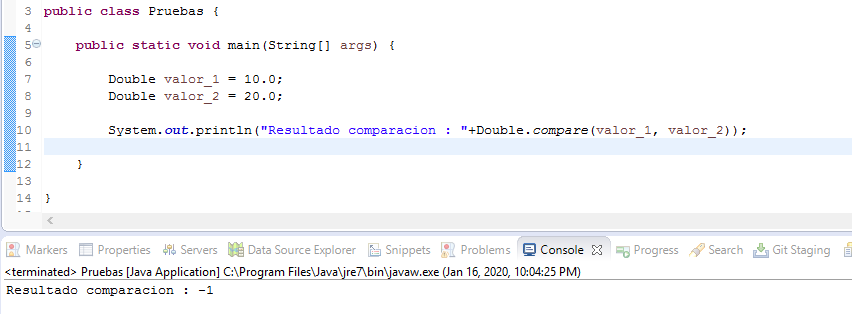 3 public class Pruebas {
4
5 public static void main(String[] args) {
6
7 Double valor_1 = 10.0;
8 Double valor_2 = 20.0;
9
10 System.out.println("Resultado comparacion : "+Double.compare(valor_1, valor_2));
11
12 }
13
14 }
Markers Properties Servers Data Source Explorer Snippets Problems Console Progress Search Git Staging
<terminated> Pruebas [Java Application] C:\Program Files\Java\jre7\bin\javaw.exe (Jan 16, 2020, 10:04:25 PM)
Resultado comparacion : -1